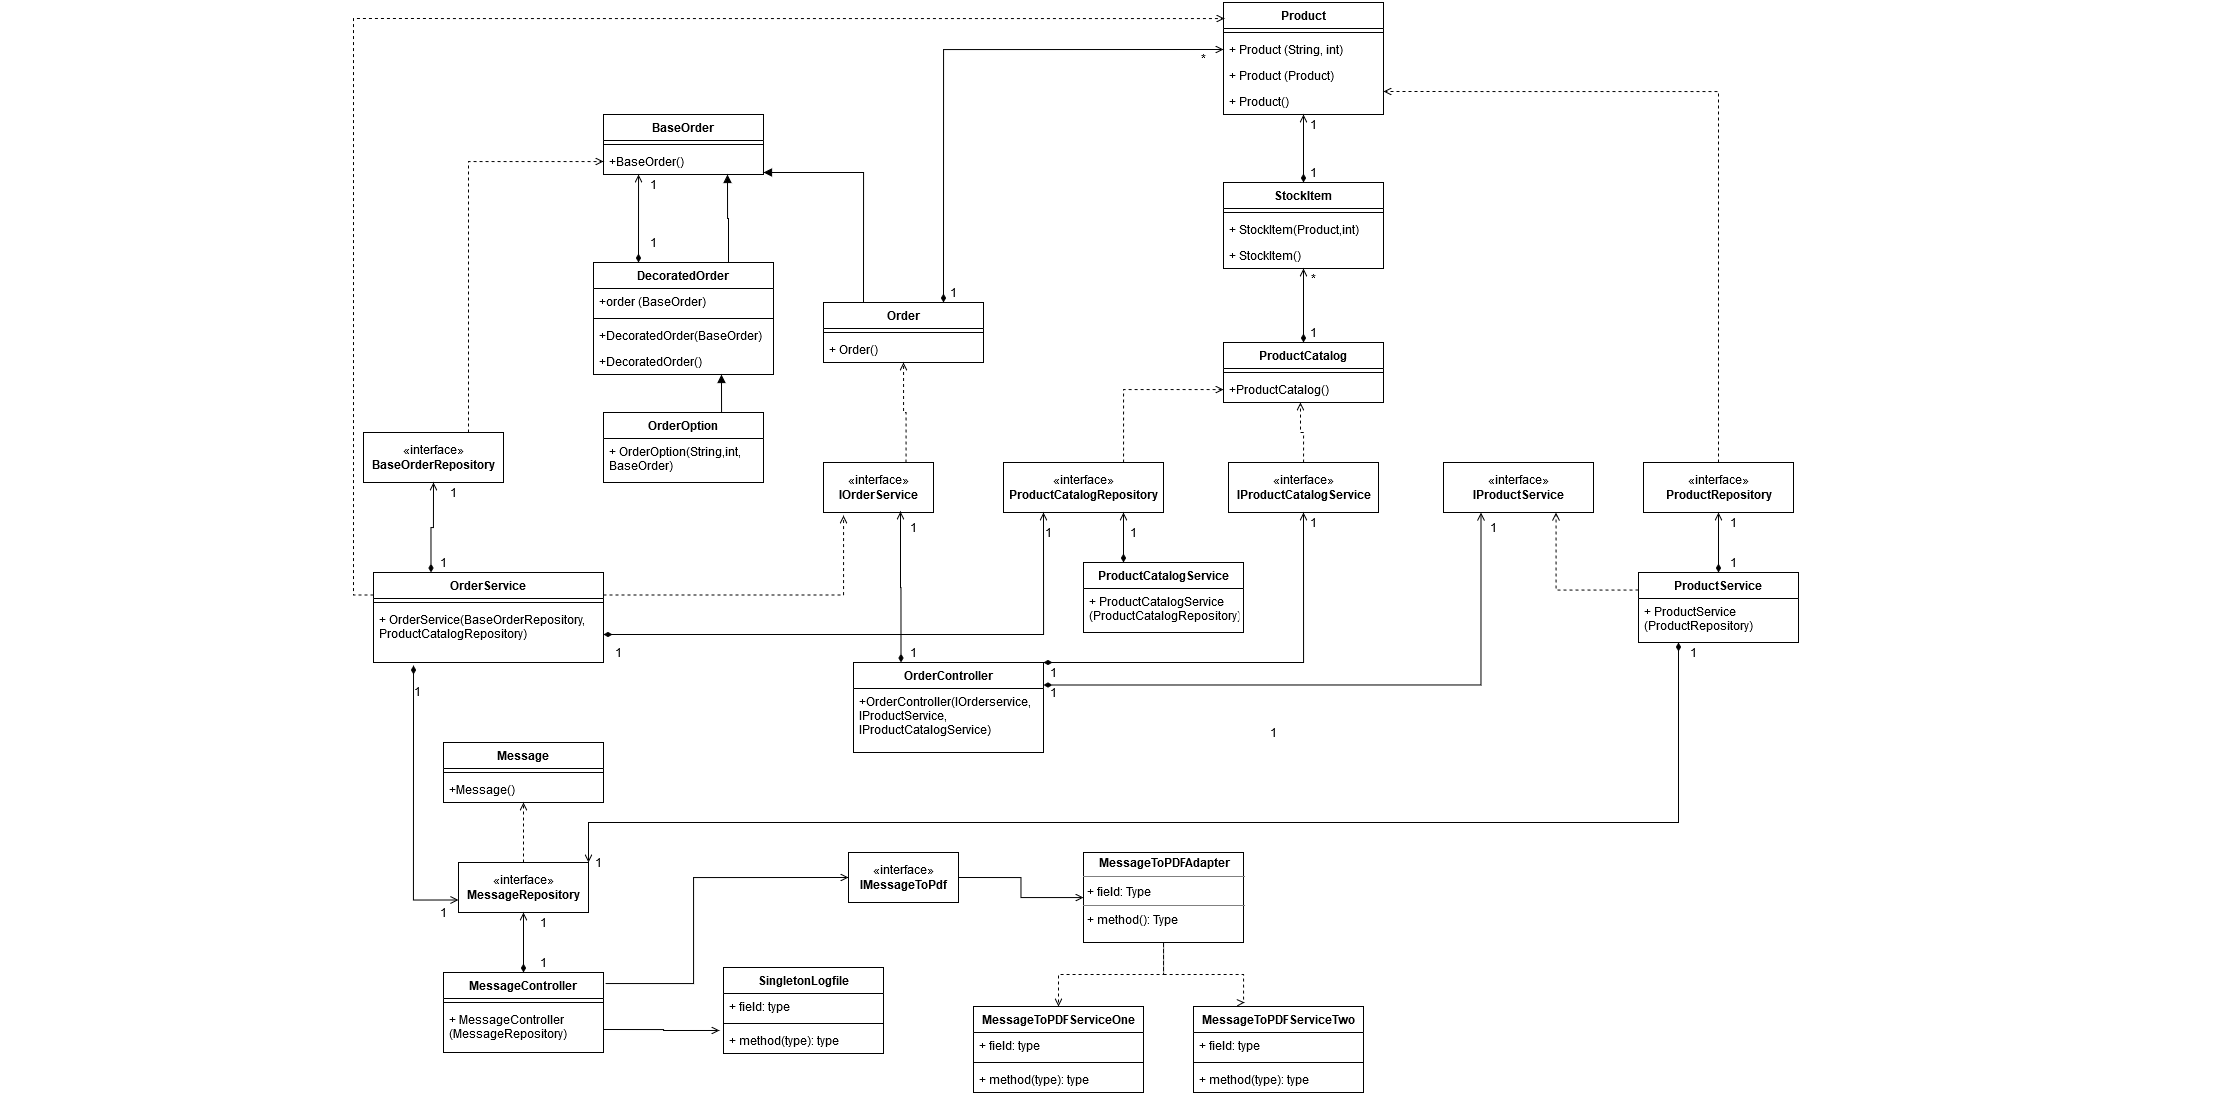 Product
+ Product (String, int)
*
+ Product (Product)
+ Product()
1
BaseOrder
+BaseOrder()
1
1
StockItem
+ StockItem(Product,int)
+ StockItem()
1
*
DecoratedOrder
+order (BaseOrder)
+DecoratedOrder(BaseOrder)
+DecoratedOrder()
1
Order
+ Order()
1
ProductCatalog
+ProductCatalog()
OrderOption
+ OrderOption(String,int,
BaseOrder)
«interface»
BaseOrderRepository
1
«interface»
IOrderService
1
«interface»
ProductCatalogRepository
1
1
«interface»
IProductCatalogService
1
«interface»
IProductService
1
«interface»
ProductRepository
1
1
OrderService
+ OrderService(BaseOrderRepository,
ProductCatalogRepository)
1
1
ProductCatalogService
+ ProductCatalogService
(ProductCatalogRepository)
1
ProductService
+ ProductService
(ProductRepository)
1
1
OrderController
+OrderController(IOrderservice,
IProductService,
IProductCatalogService)
1
1
1
1
Message
+Message()
1
«interface»
MessageRepository
1
1
1
MessageController
+ MessageController
(MessageRepository)
«interface»
IMessageToPdf
MessageToPDFAdapter
+ field: Type
+ method(): Type
SingletonLogfile
+ field: type
+ method(type): type
MessageToPDFServiceOne
+ field: type
+ method(type): type
MessageToPDFServiceTwo
+ field: type
+ method(type): type